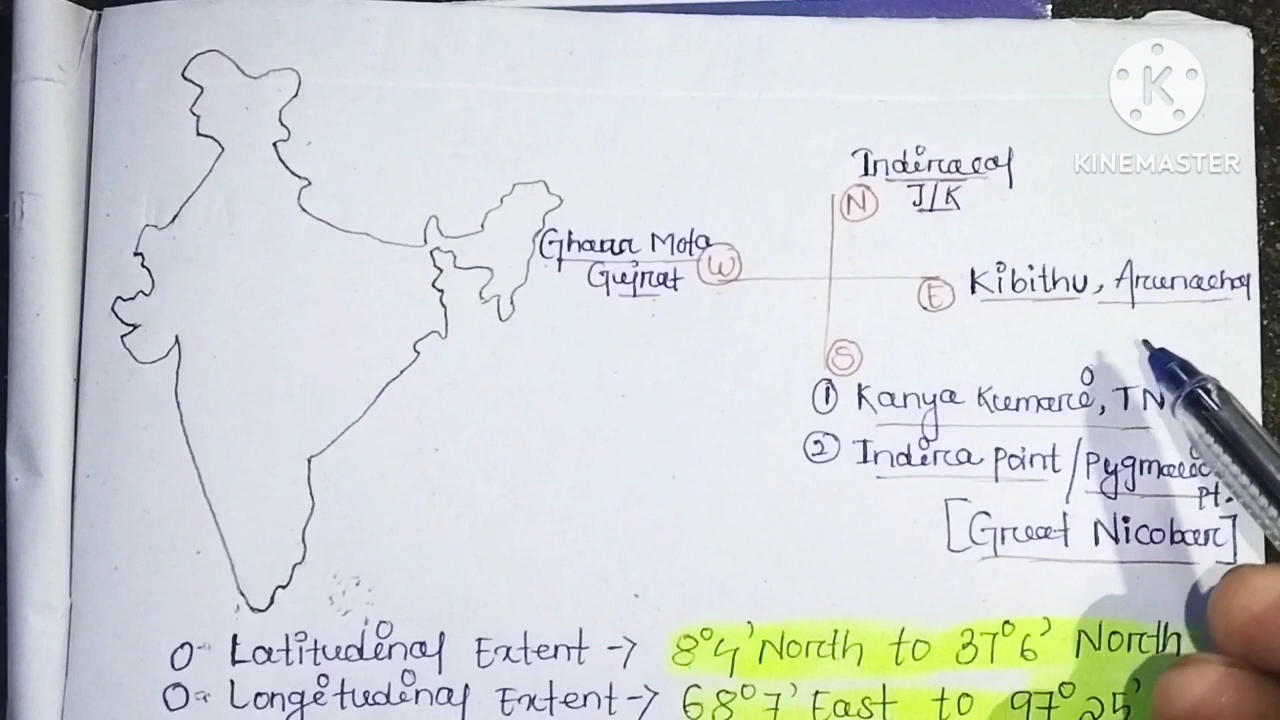 K
KINEMASTER
Indiracol
J/K
N
Ghaur Mota
Gujrat
W
E
Kibithu, Arunachal
S
① Kanya Kumari, TN
② Indira point / Pygmalion
pt.
[Great Nicobar]
Latitudinal Extent → 8°4' North to 37°6' North
Longitudinal Extent → 68°7' East to 97°25'